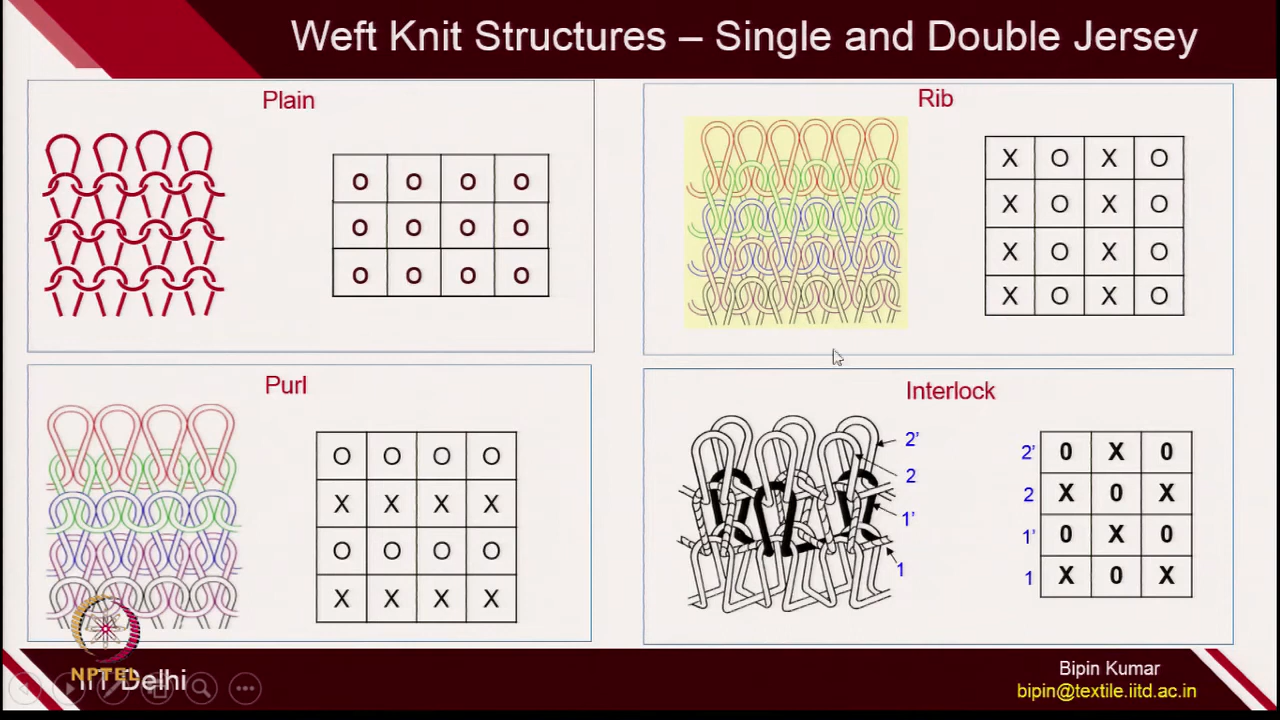 Weft Knit Structures – Single and Double Jersey
Plain
O O O O
O O O O
O O O O
Rib
X O X O
X O X O
X O X O
X O X O
Purl
O O O O
X X X X
O O O O
X X X X
Interlock
2'
2
1'
1
2' 0 X 0
2 X 0 X
1' 0 X 0
1 X 0 X
NPTEL
IIT Delhi
Bipin Kumar
bipin@textile.iitd.ac.in